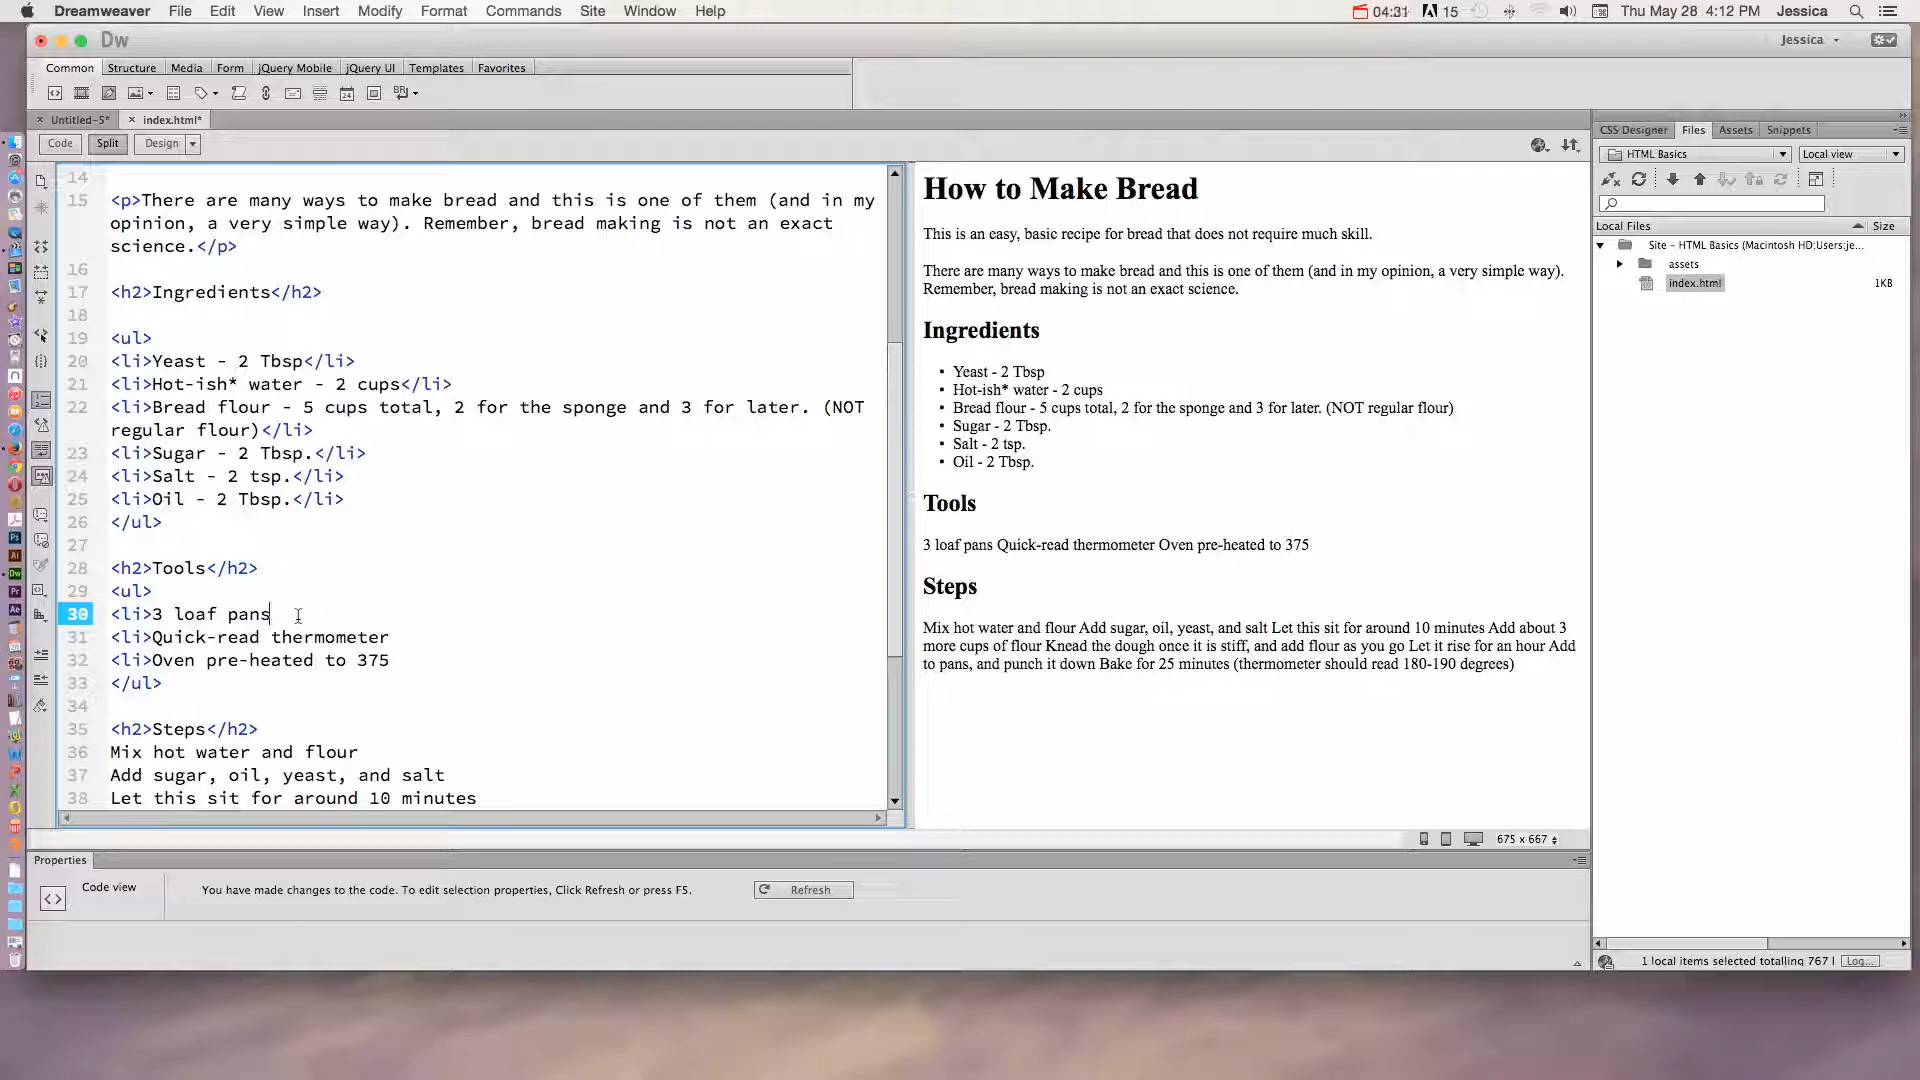 Dreamweaver File Edit View Insert Modify Format Commands Site Window Help 04:31 15 Thu May 28 4:12 PM Jessica
Dw Jessica
Common Structure Media Form jQuery Mobile jQuery UI Templates Favorites
Untitled-5* index.html*
Code Split Design
14
15 <p>There are many ways to make bread and this is one of them (and in my
opinion, a very simple way). Remember, bread making is not an exact
science.</p>
16
17 <h2>Ingredients</h2>
18
19 <ul>
20 <li>Yeast - 2 Tbsp</li>
21 <li>Hot-ish* water - 2 cups</li>
22 <li>Bread flour - 5 cups total, 2 for the sponge and 3 for later. (NOT
regular flour)</li>
23 <li>Sugar - 2 Tbsp.</li>
24 <li>Salt - 2 tsp.</li>
25 <li>Oil - 2 Tbsp.</li>
26 </ul>
27
28 <h2>Tools</h2>
29 <ul>
30 <li>3 loaf pans
31 <li>Quick-read thermometer
32 <li>Oven pre-heated to 375
33 </ul>
34
35 <h2>Steps</h2>
36 Mix hot water and flour
37 Add sugar, oil, yeast, and salt
38 Let this sit for around 10 minutes
How to Make Bread
This is an easy, basic recipe for bread that does not require much skill.
There are many ways to make bread and this is one of them (and in my opinion, a very simple way).
Remember, bread making is not an exact science.
Ingredients
• Yeast - 2 Tbsp
• Hot-ish* water - 2 cups
• Bread flour - 5 cups total, 2 for the sponge and 3 for later. (NOT regular flour)
• Sugar - 2 Tbsp.
• Salt - 2 tsp.
• Oil - 2 Tbsp.
Tools
3 loaf pans Quick-read thermometer Oven pre-heated to 375
Steps
Mix hot water and flour Add sugar, oil, yeast, and salt Let this sit for around 10 minutes Add about 3
more cups of flour Knead the dough once it is stiff, and add flour as you go Let it rise for an hour Add
to pans, and punch it down Bake for 25 minutes (thermometer should read 180-190 degrees)
675 x 667
CSS Designer Files Assets Snippets
HTML Basics Local view
Local Files Size
Site - HTML Basics (Macintosh HD:Users:je...
assets
index.html 1KB
1 local items selected totalling 767 Log...
Properties
Code view You have made changes to the code. To edit selection properties, Click Refresh or press F5. Refresh